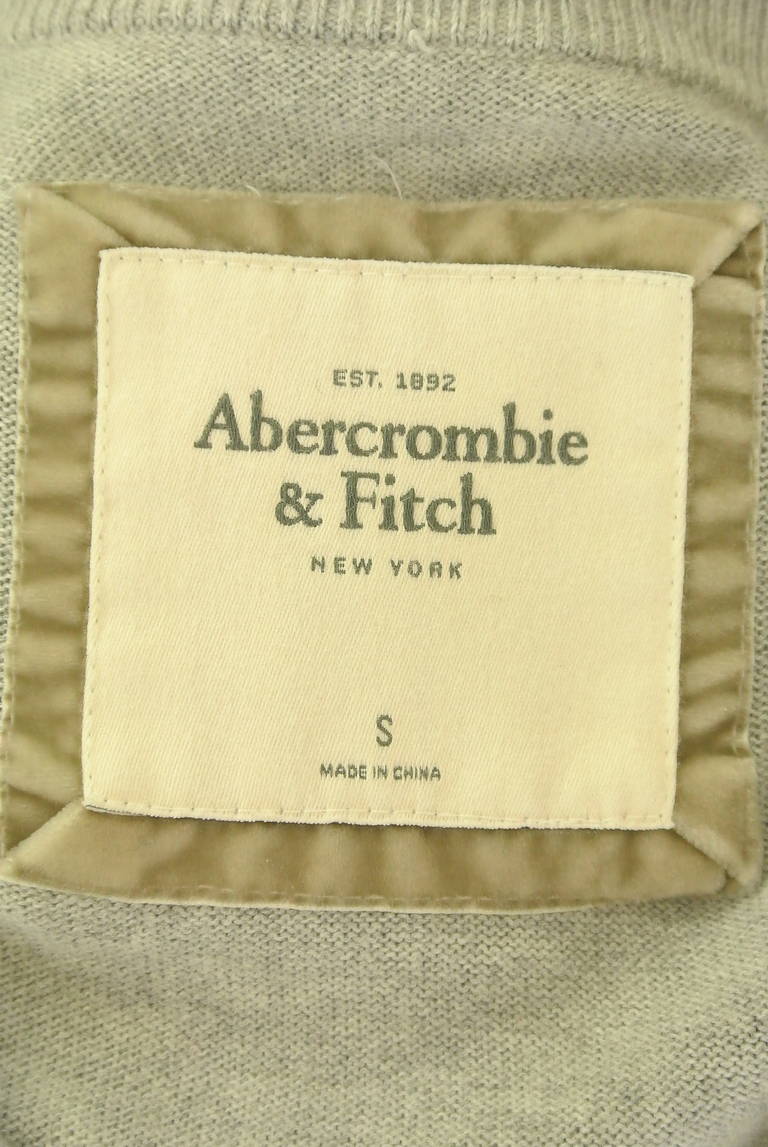 EST. 1892
Abercrombie
& Fitch
NEW YORK
S
MADE IN CHINA